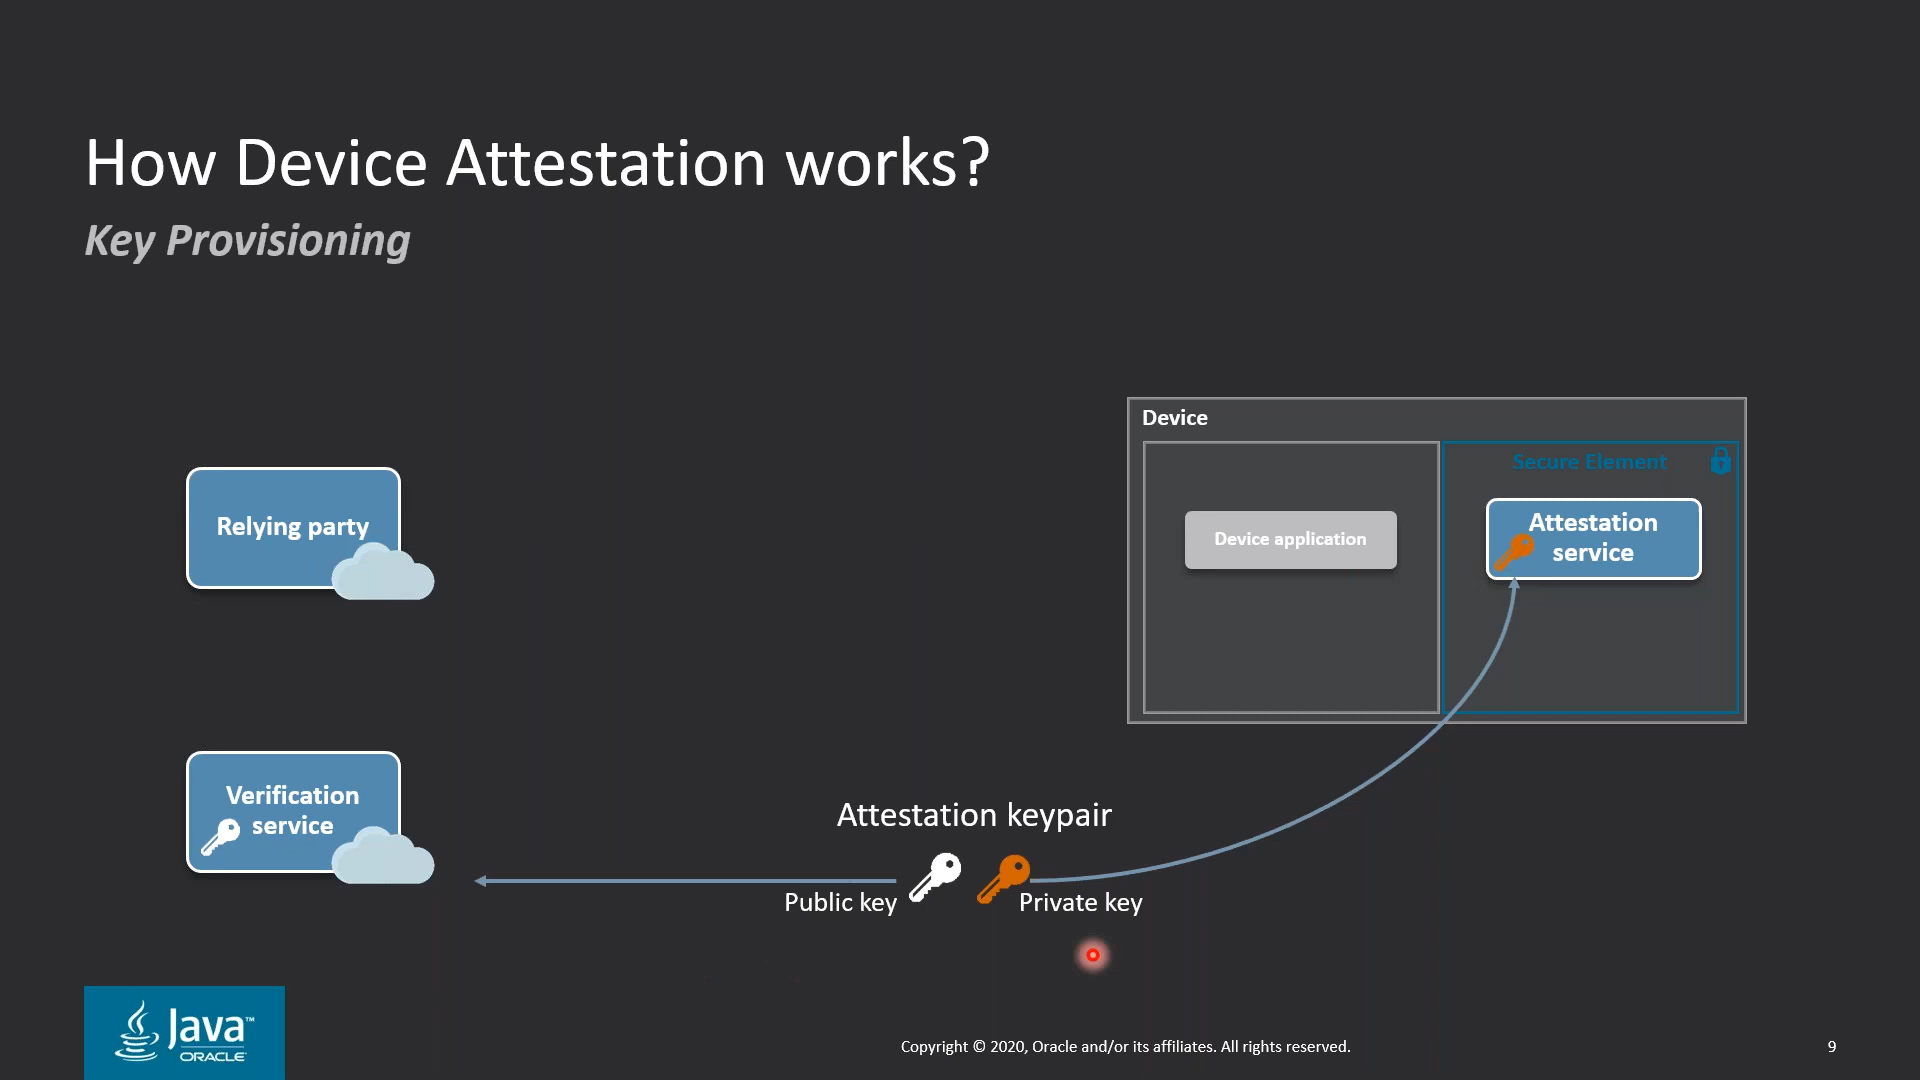 How Device Attestation works?
Key Provisioning
Device
Secure Element
Relying party
Device application
Attestation
service
Verification
service
Attestation keypair
Public key
Private key
Java™
ORACLE
Copyright © 2020, Oracle and/or its affiliates. All rights reserved.
9